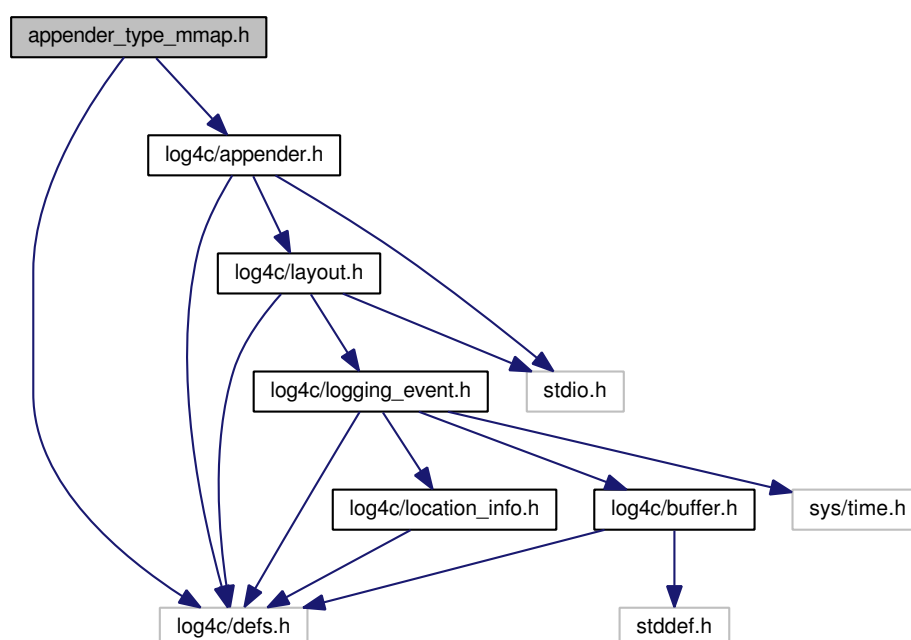 appender_type_mmap.h
log4c/appender.h
log4c/layout.h
log4c/logging_event.h
stdio.h
log4c/location_info.h
log4c/buffer.h
sys/time.h
log4c/defs.h
stddef.h